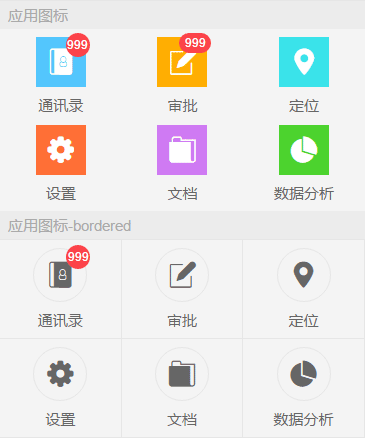 应用图标
999 999
通讯录 审批 定位
设置 文档 数据分析
应用图标-bordered
999
通讯录 审批 定位
设置 文档 数据分析